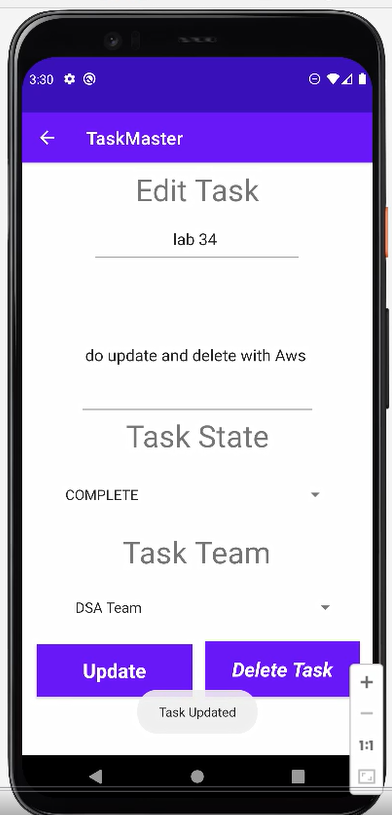 3:30
TaskMaster
Edit Task
lab 34
do update and delete with Aws
Task State
COMPLETE
Task Team
DSA Team
Update
Delete Task
Task Updated
1:1